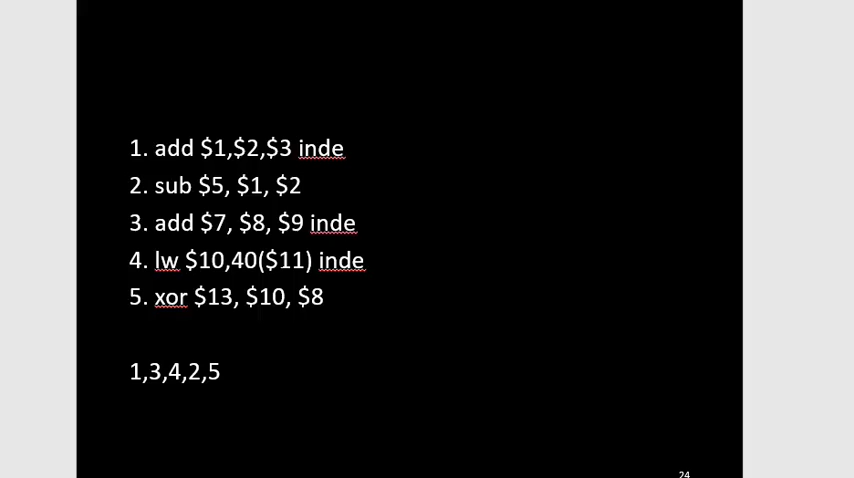 1. add $1,$2,$3 inde
2. sub $5, $1, $2
3. add $7, $8, $9 inde
4. lw $10,40($11) inde
5. xor $13, $10, $8
1,3,4,2,5
24